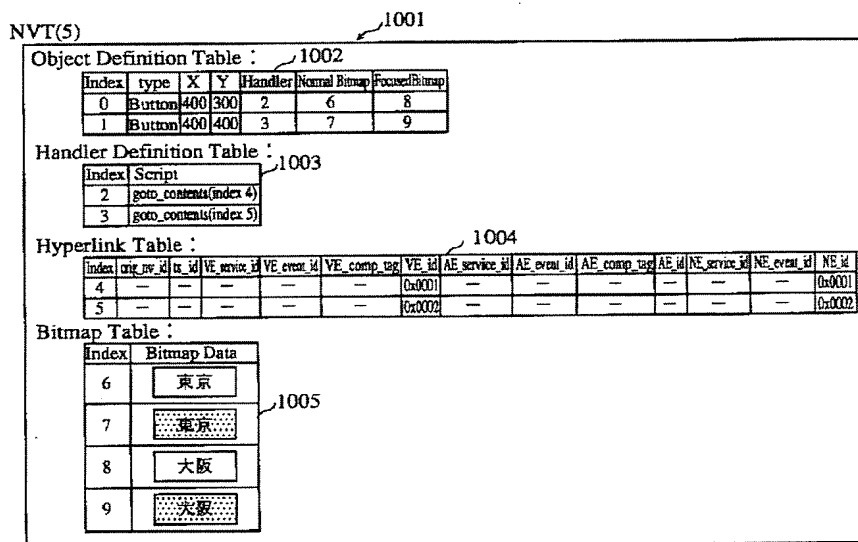 NVT(5)
1001
Object Definition Table : 1002
Index type X Y Handler Normal Bitmap FocusedBitmap
0 Button 400 300 2 6 8
1 Button 400 400 3 7 9
Handler Definition Table : 1003
Index Script
2 goto_contents(index 4)
3 goto_contents(index 5)
Hyperlink Table : 1004
Index orig_nw_id ts_id VE_service_id VE_event_id VE_comp_tag VE_id AE_service_id AE_event_id AE_comp_tag AE_id NE_service_id NE_event_id NE_id
4 — — — — — 0x0001 — — — — — — 0x0001
5 — — — — — 0x0002 — — — — — — 0x0002
Bitmap Table :
Index Bitmap Data
6 東京
7 東京
1005
8 大阪
9 大阪